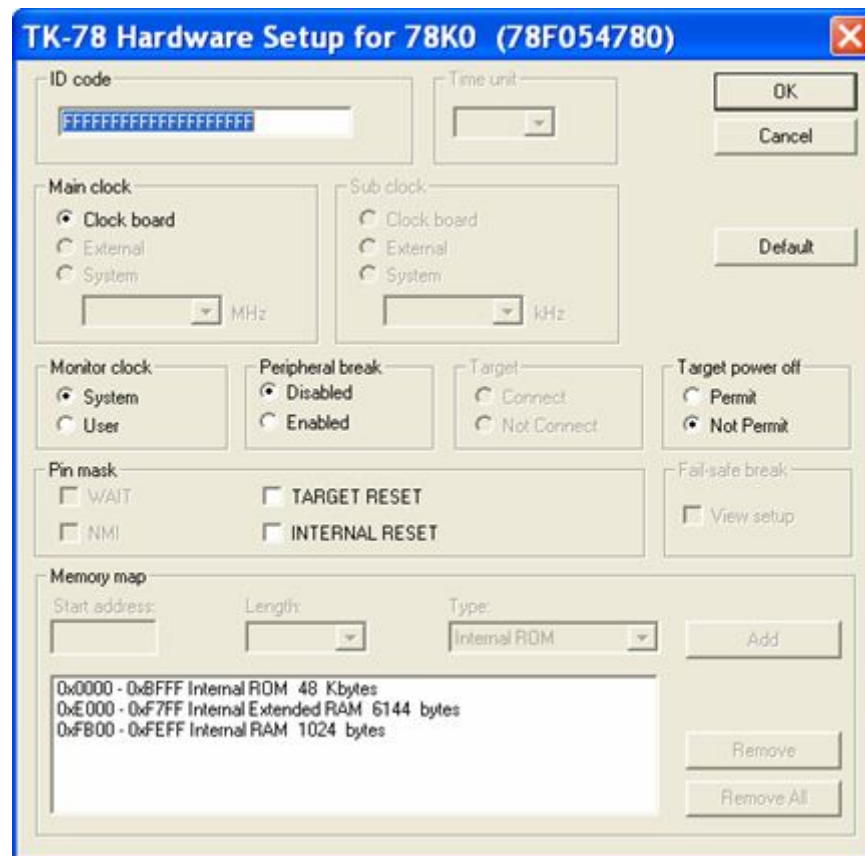 TK-78 Hardware Setup for 78K0 (78F054780)
ID code
FFFFFFFFFFFFFFFFFFFF
Time unit
OK
Cancel
Main clock
Clock board
External
System
MHz
Sub clock
Clock board
External
System
kHz
Default
Monitor clock
System
User
Peripheral break
Disabled
Enabled
Target
Connect
Not Connect
Target power off
Permit
Not Permit
Pin mask
WAIT
TARGET RESET
NMI
INTERNAL RESET
Fail-safe break
View setup
Memory map
Start address:
Length:
Type:
Internal ROM
Add
0x0000 - 0xBFFF Internal ROM 48 Kbytes
0xE000 - 0xF7FF Internal Extended RAM 6144 bytes
0xFB00 - 0xFEFF Internal RAM 1024 bytes
Remove
Remove All